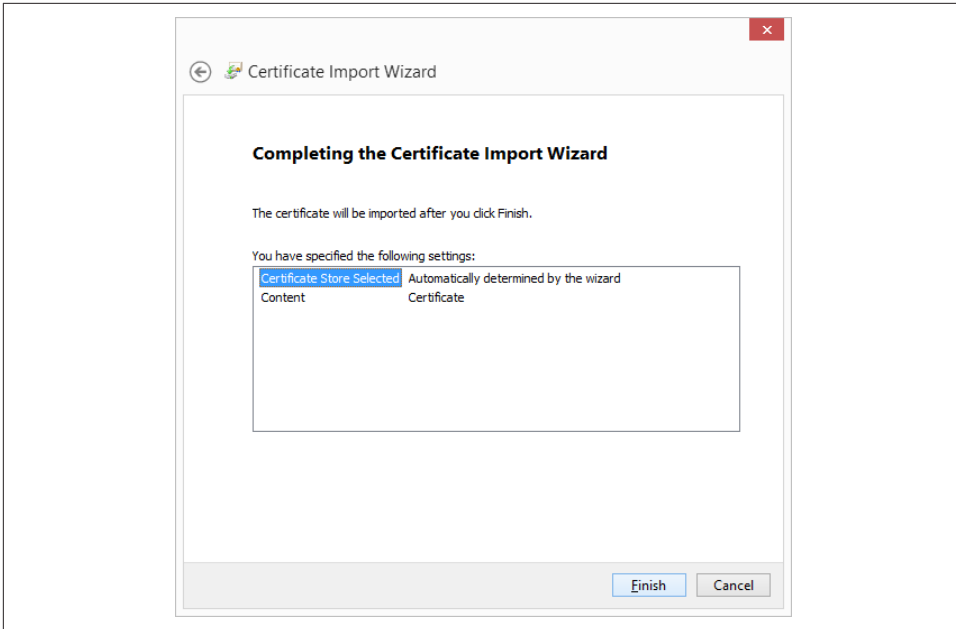 Certificate Import Wizard
Completing the Certificate Import Wizard
The certificate will be imported after you click Finish.
You have specified the following settings:
Certificate Store Selected Automatically determined by the wizard
Content Certificate
Finish Cancel